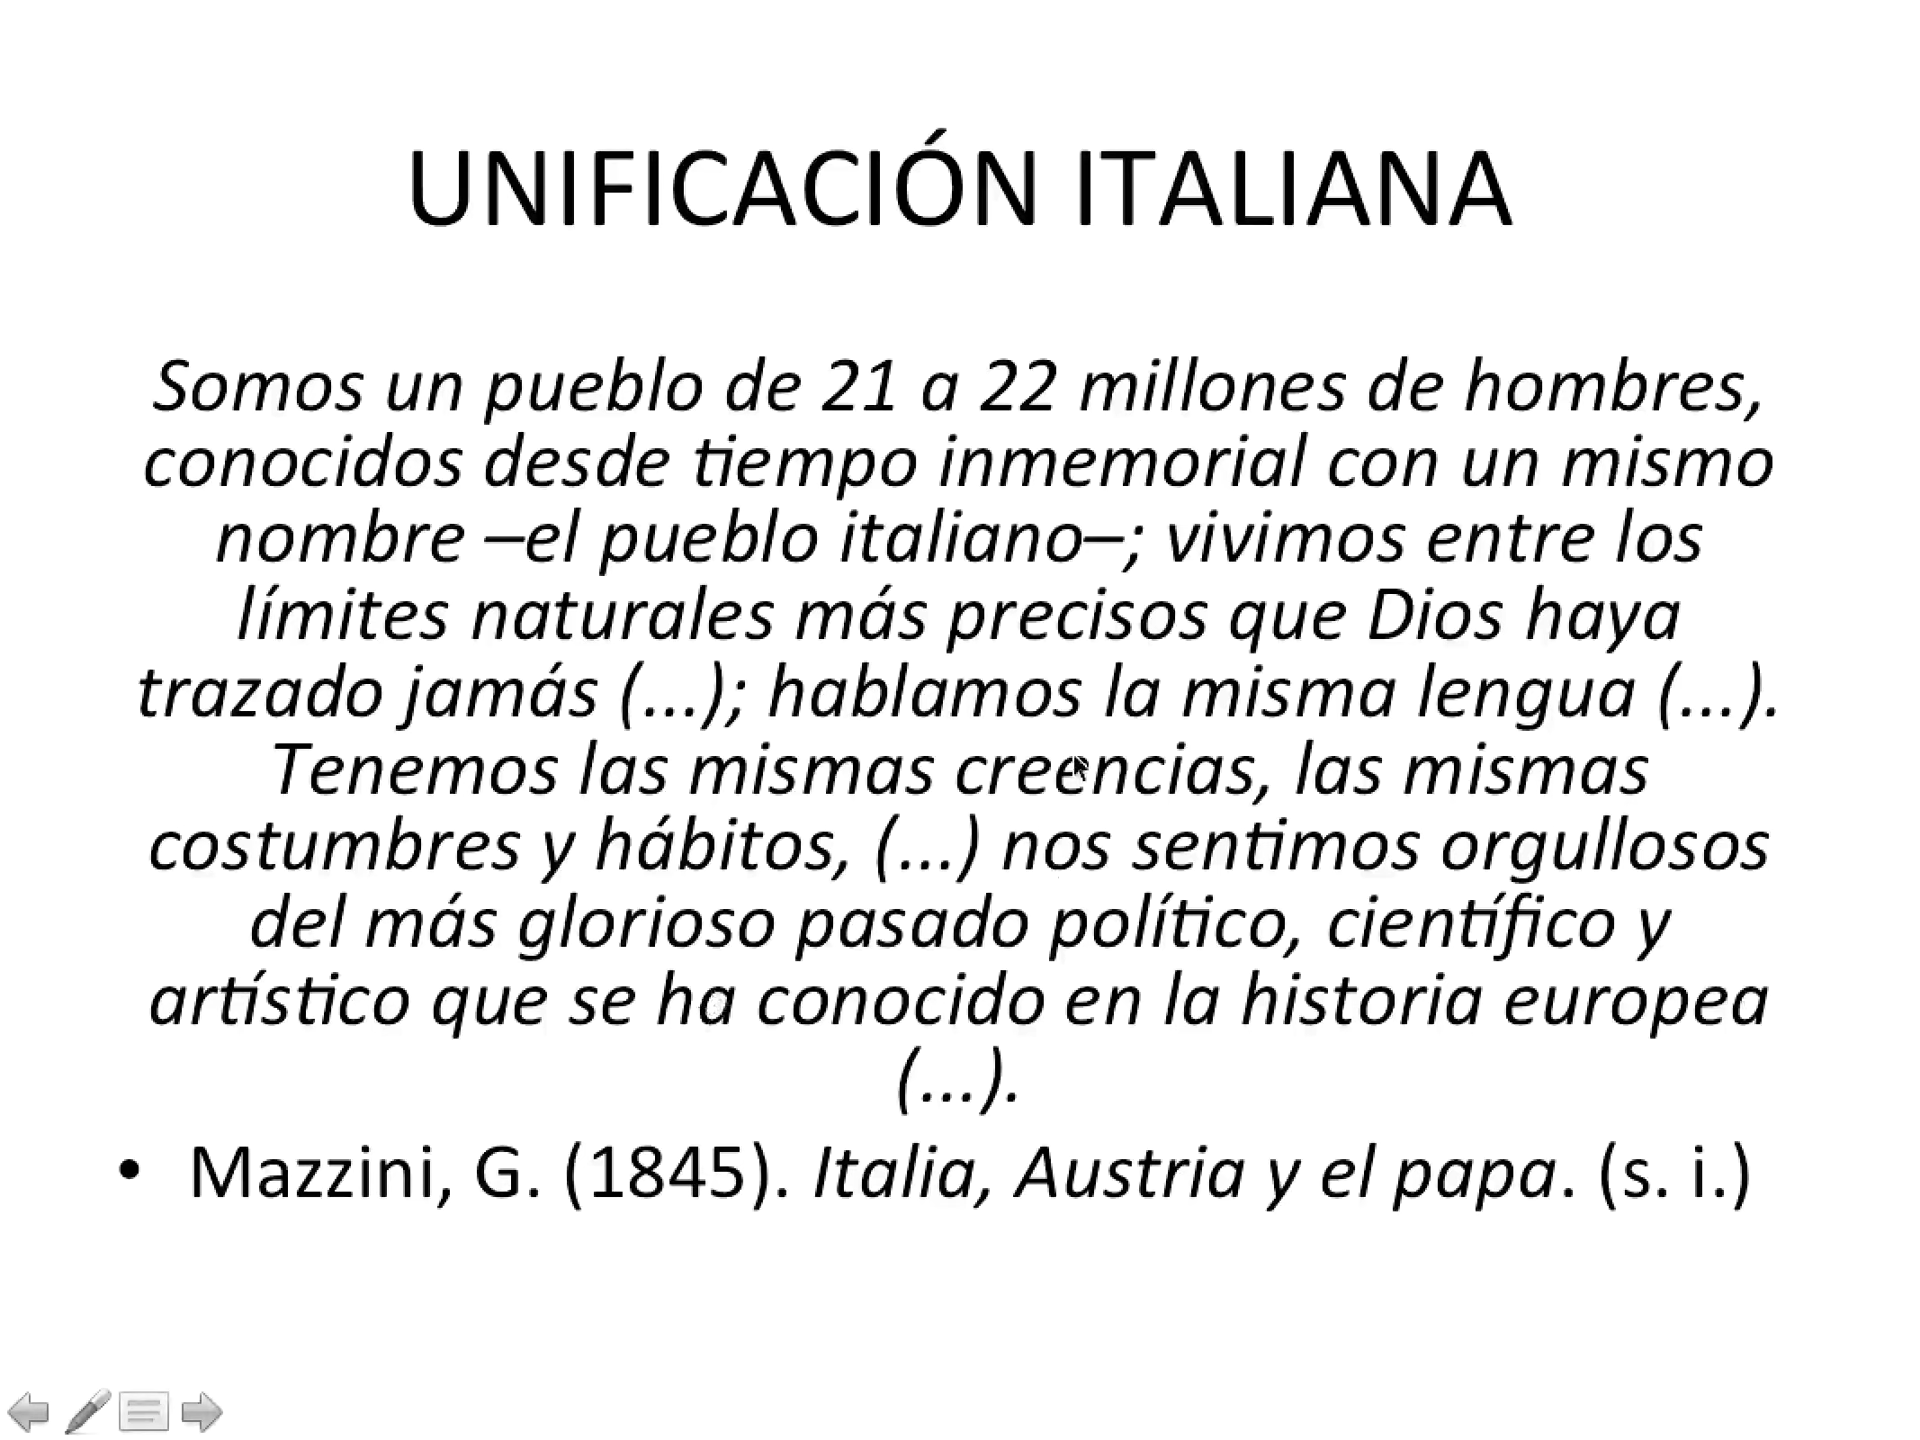 UNIFICACIÓN ITALIANA
Somos un pueblo de 21 a 22 millones de hombres,
conocidos desde tiempo inmemorial con un mismo
nombre –el pueblo italiano–; vivimos entre los
límites naturales más precisos que Dios haya
trazado jamás (...); hablamos la misma lengua (...).
Tenemos las mismas creencias, las mismas
costumbres y hábitos, (...) nos sentimos orgullosos
del más glorioso pasado político, científico y
artístico que se ha conocido en la historia europea
(...).
• Mazzini, G. (1845). Italia, Austria y el papa. (s. i.)